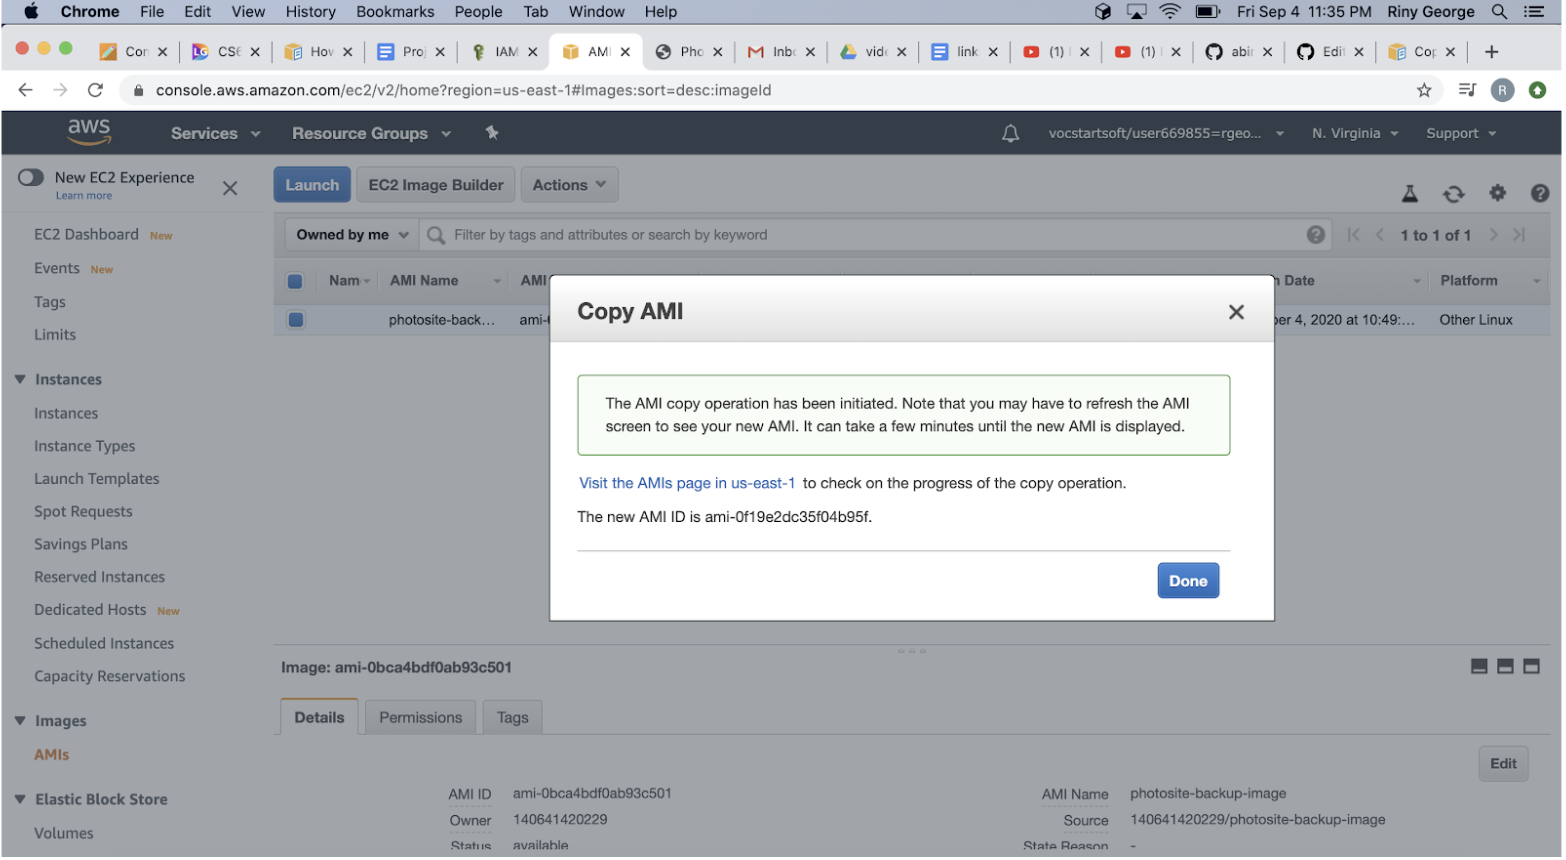 Chrome File Edit View History Bookmarks People Tab Window Help Fri Sep 4 11:35 PM Riny George
Con CS6 How Proj IAM AMI Pho Inbo vide link (1) (1) abir Edit Cop
console.aws.amazon.com/ec2/v2/home?region=us-east-1#Images:sort=desc:imageId R
aws Services Resource Groups vocstartsoft/user669855=rgeo... N. Virginia Support
New EC2 Experience
Learn more
Launch EC2 Image Builder Actions
EC2 Dashboard New
Events New
Tags
Limits
Instances
Instances
Instance Types
Launch Templates
Spot Requests
Savings Plans
Reserved Instances
Dedicated Hosts New
Scheduled Instances
Capacity Reservations
Images
AMIs
Elastic Block Store
Volumes
Owned by me Filter by tags and attributes or search by keyword 1 to 1 of 1
Nam AMI Name AMI n Date Platform
photosite-back... ami- ber 4, 2020 at 10:49:... Other Linux
Copy AMI
The AMI copy operation has been initiated. Note that you may have to refresh the AMI
screen to see your new AMI. It can take a few minutes until the new AMI is displayed.
Visit the AMIs page in us-east-1 to check on the progress of the copy operation.
The new AMI ID is ami-0f19e2dc35f04b95f.
Done
Image: ami-0bca4bdf0ab93c501
Details Permissions Tags
Edit
AMI ID ami-0bca4bdf0ab93c501 AMI Name photosite-backup-image
Owner 140641420229 Source 140641420229/photosite-backup-image
Status available State Reason -